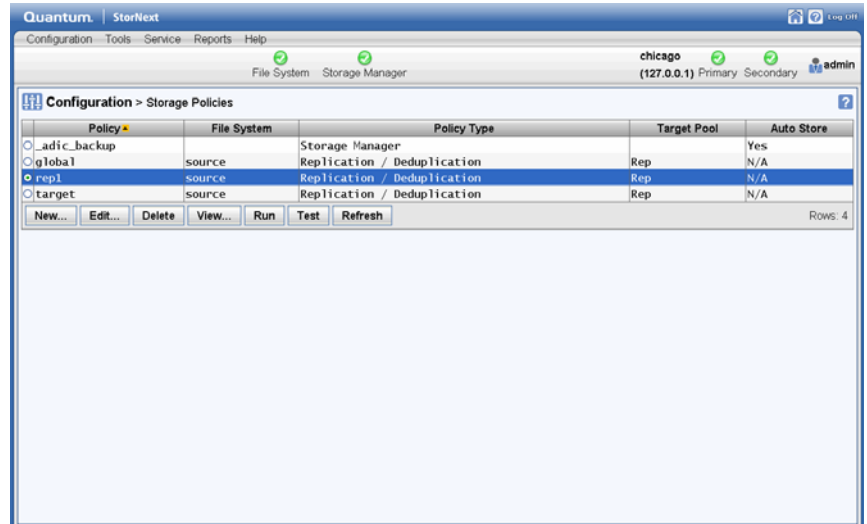 Quantum. StorNext Log Off
Configuration Tools Service Reports Help
File System Storage Manager chicago (127.0.0.1) Primary Secondary admin
Configuration > Storage Policies ?
Policy File System Policy Type Target Pool Auto Store
_adic_backup Storage Manager Yes
global source Replication / Deduplication Rep N/A
rep1 source Replication / Deduplication Rep N/A
target source Replication / Deduplication Rep N/A
New... Edit... Delete View... Run Test Refresh Rows: 4